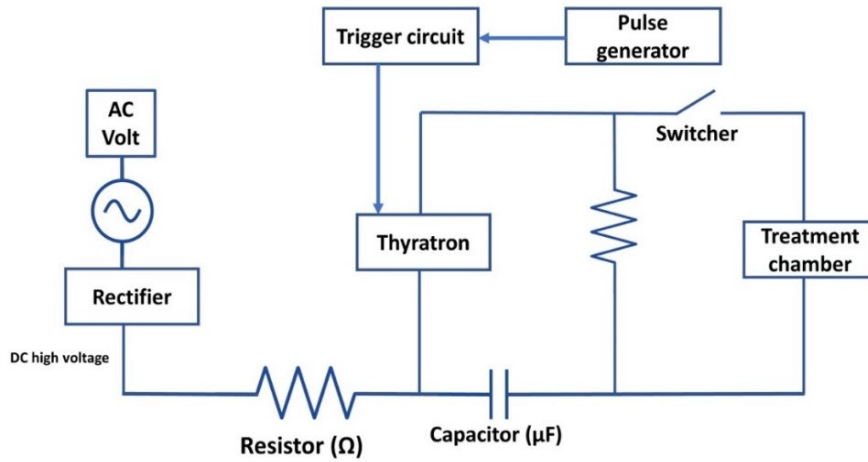 Trigger circuit
Pulse
generator
AC
Volt
Switcher
Thyratron
Treatment
chamber
Rectifier
DC high voltage
Resistor (Ω)
Capacitor (µF)